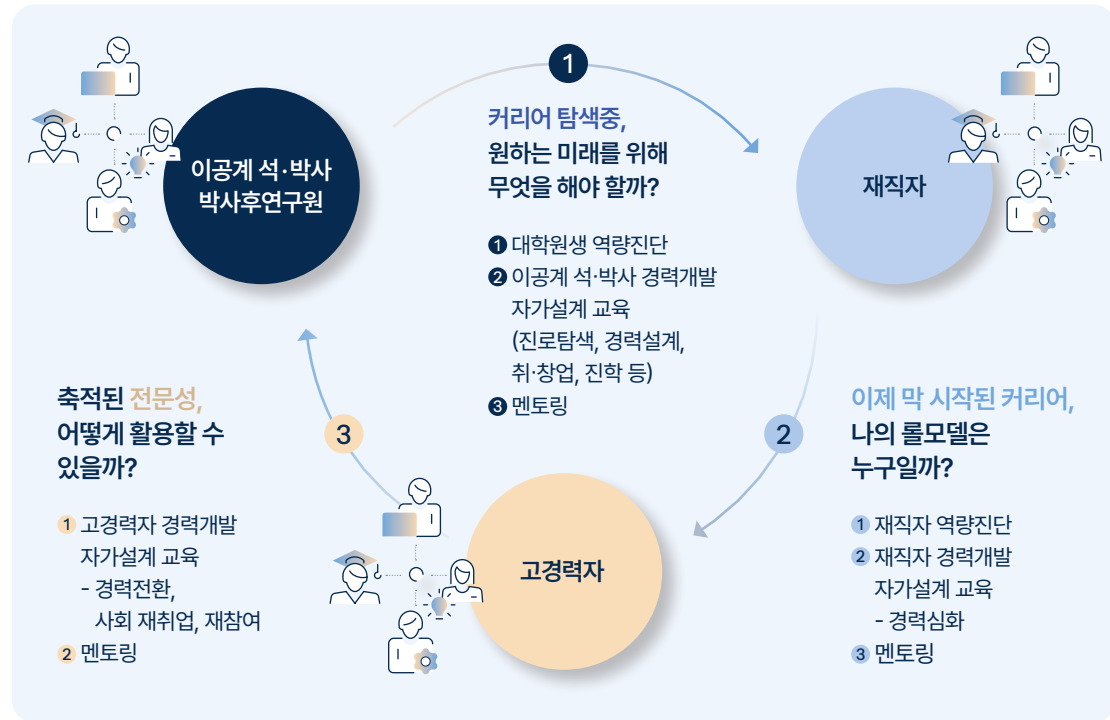 이공계 석·박사
박사후연구원
1
커리어 탐색중,
원하는 미래를 위해
무엇을 해야 할까?
❶ 대학원생 역량진단
❷ 이공계 석·박사 경력개발
자가설계 교육
(진로탐색, 경력설계,
취·창업, 진학 등)
❸ 멘토링
재직자
2
이제 막 시작된 커리어,
나의 롤모델은
누구일까?
1 재직자 역량진단
2 재직자 경력개발
자가설계 교육
- 경력심화
3 멘토링
고경력자
3
축적된 전문성,
어떻게 활용할 수
있을까?
1 고경력자 경력개발
자가설계 교육
- 경력전환,
사회 재취업, 재참여
2 멘토링